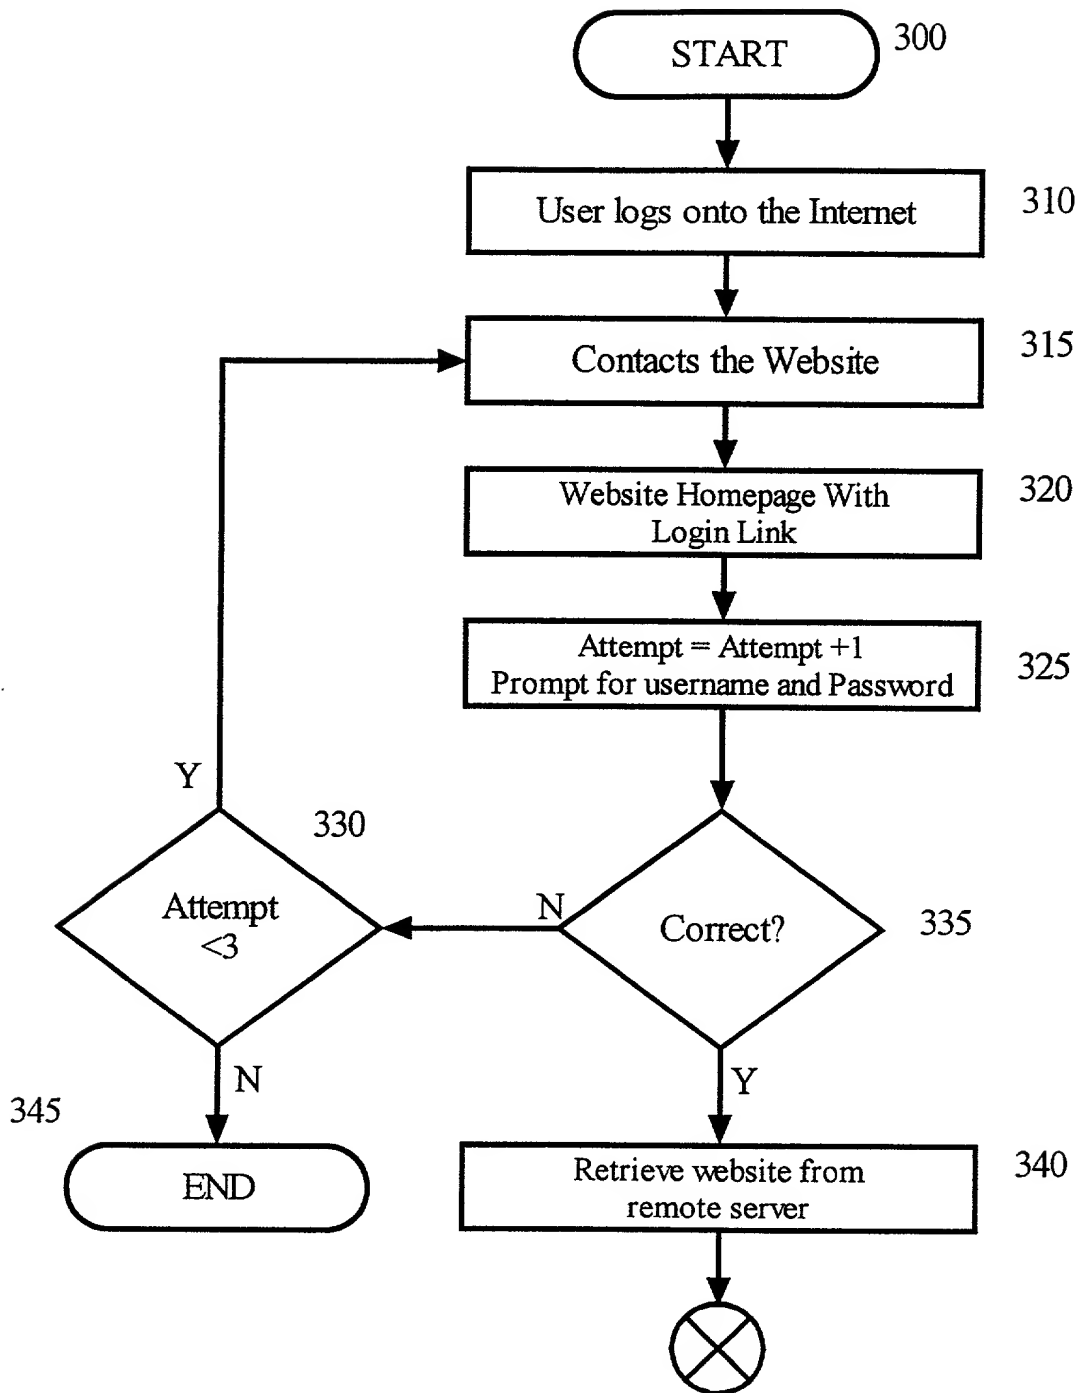 START
300
User logs onto the Internet
310
Contacts the Website
315
Website Homepage With
Login Link
320
Attempt = Attempt +1
Prompt for username and Password
325
Y
330
Attempt
<3
N
Correct?
335
N
Y
345
END
Retrieve website from
remote server
340